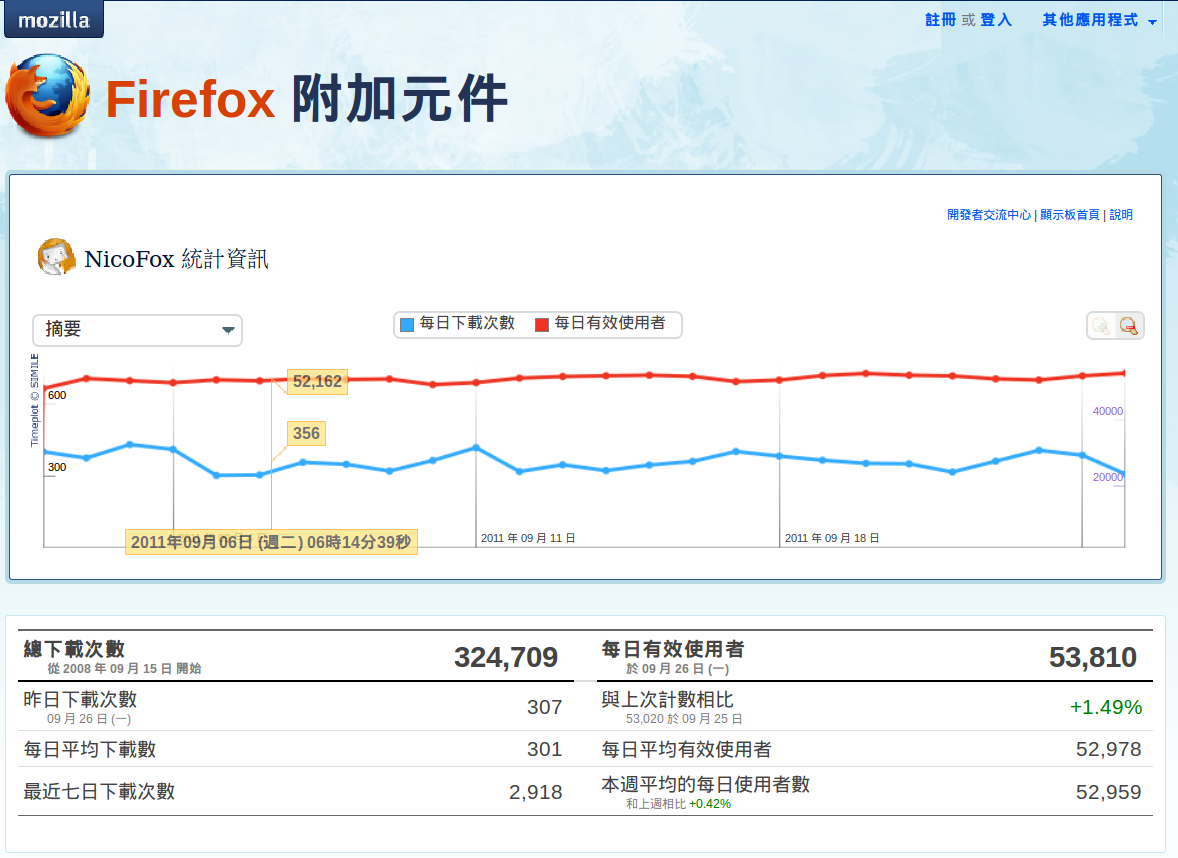 mozilla
註冊 或 登入 其他應用程式
Firefox 附加元件
開發者交流中心 | 顯示板首頁 | 說明
NicoFox 統計資訊
摘要
每日下載次數 每日有效使用者
Timeplot © SIMILE
52,162
600
40000
356
300
20000
2011年09月06日 (週二) 06時14分39秒
2011 年 09 月 11 日
2011 年 09 月 18 日
總下載次數 324,709
從 2008 年 09 月 15 日 開始
每日有效使用者 53,810
於 09 月 26 日 (一)
昨日下載次數 307
09 月 26 日 (一)
與上次計數相比 +1.49%
53,020 於 09 月 25 日
每日平均下載數 301
每日平均有效使用者 52,978
最近七日下載次數 2,918
本週平均的每日使用者數 52,959
和上週相比 +0.42%